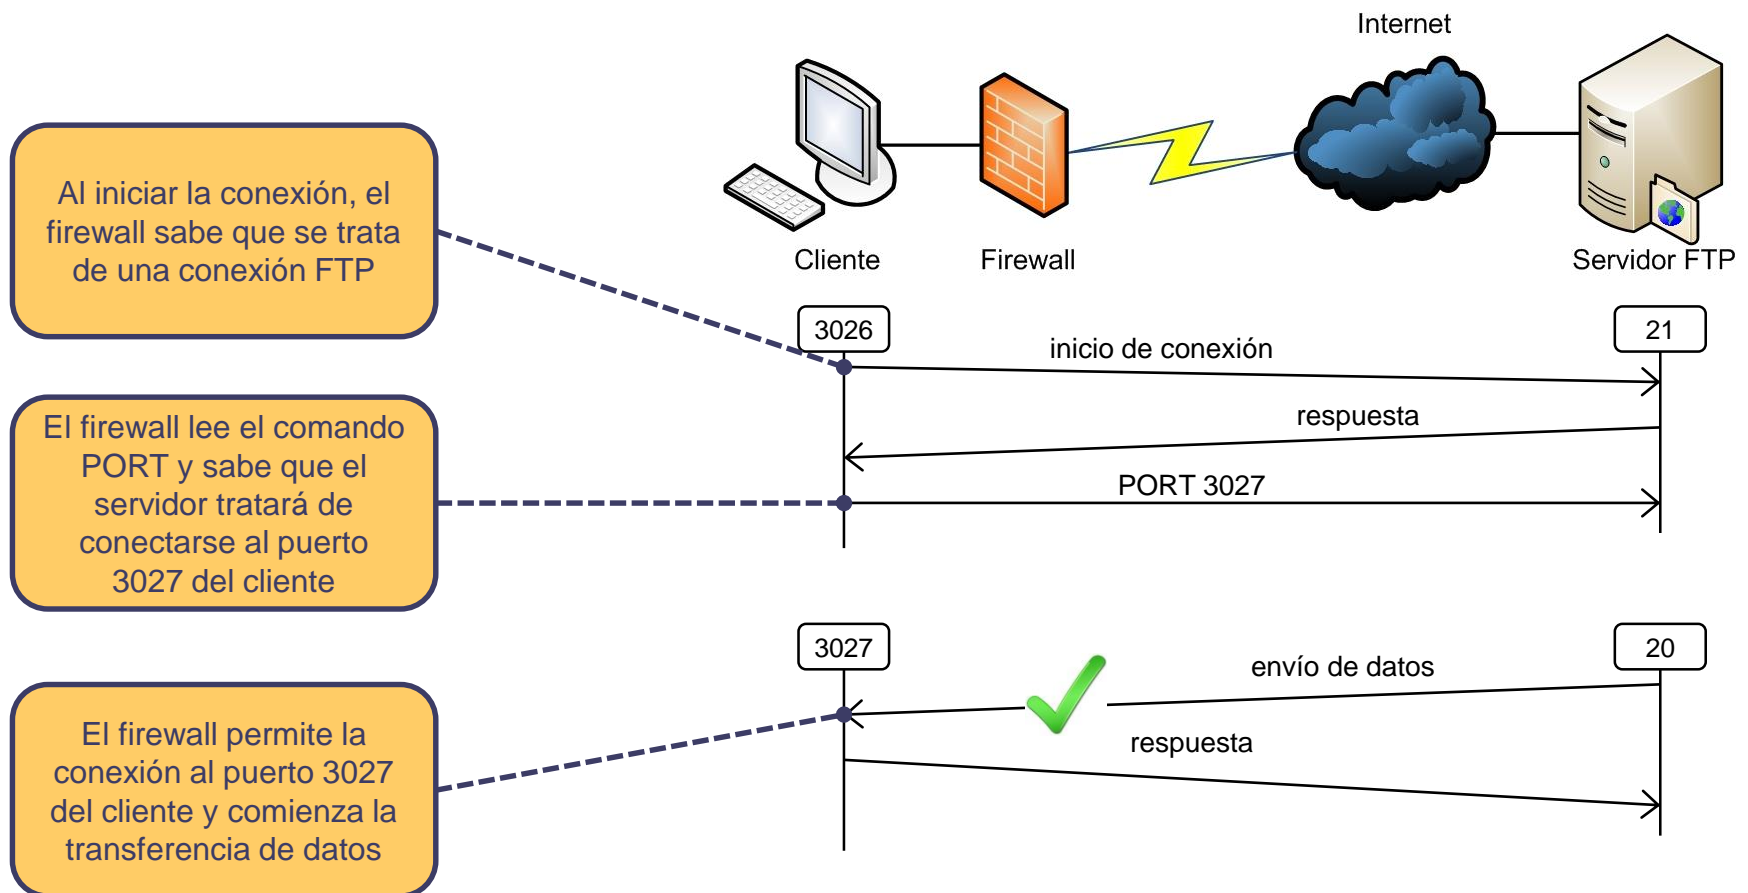 Internet
Cliente
Firewall
Servidor FTP
Al iniciar la conexión, el
firewall sabe que se trata
de una conexión FTP
3026
21
inicio de conexión
respuesta
El firewall lee el comando
PORT y sabe que el
servidor tratará de
conectarse al puerto
3027 del cliente
PORT 3027
3027
20
envío de datos
respuesta
El firewall permite la
conexión al puerto 3027
del cliente y comienza la
transferencia de datos